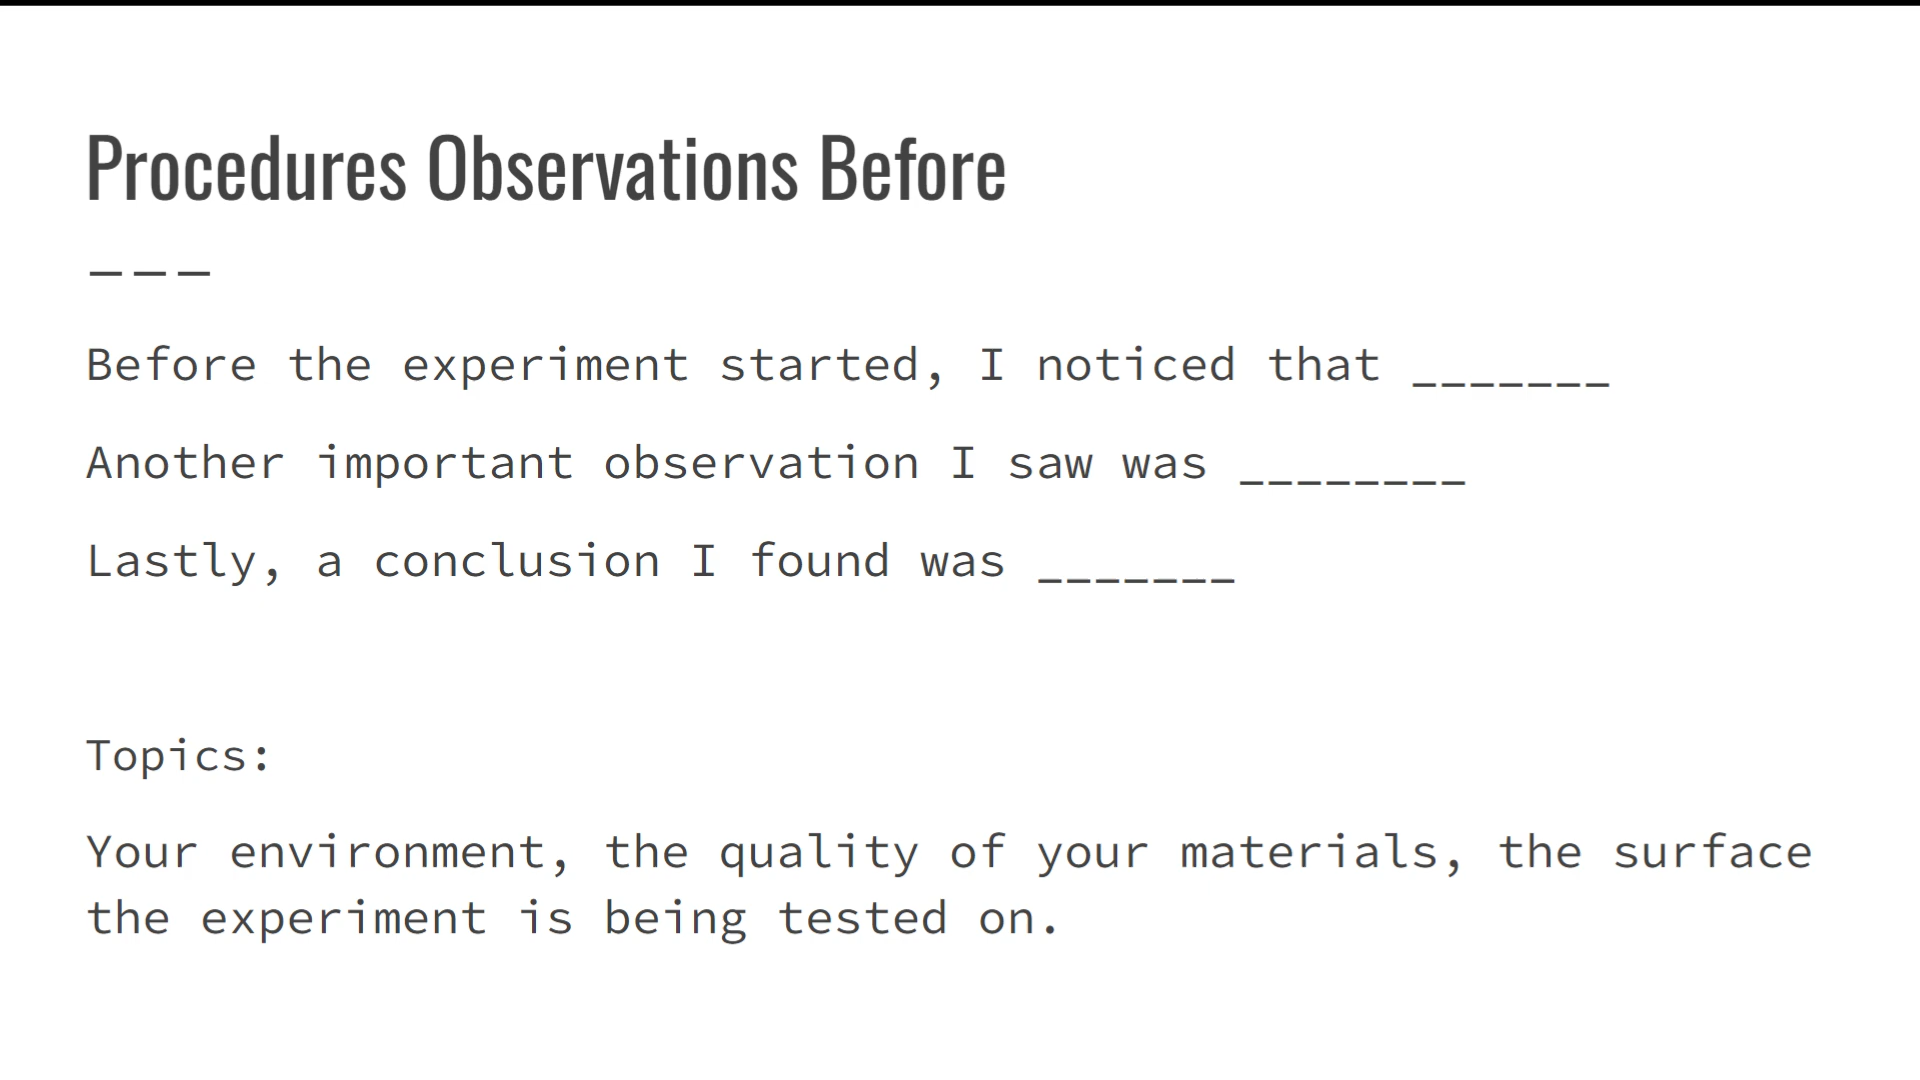 Procedures Observations Before
———
Before the experiment started, I noticed that _______
Another important observation I saw was ________
Lastly, a conclusion I found was _______
Topics:
Your environment, the quality of your materials, the surface
the experiment is being tested on.